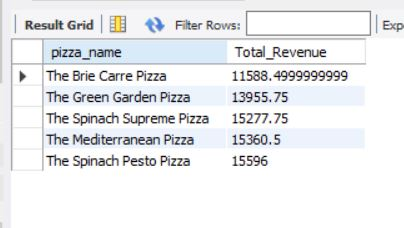 Result Grid Filter Rows: Expo
pizza_name Total_Revenue
The Brie Carre Pizza 11588.4999999999
The Green Garden Pizza 13955.75
The Spinach Supreme Pizza 15277.75
The Mediterranean Pizza 15360.5
The Spinach Pesto Pizza 15596